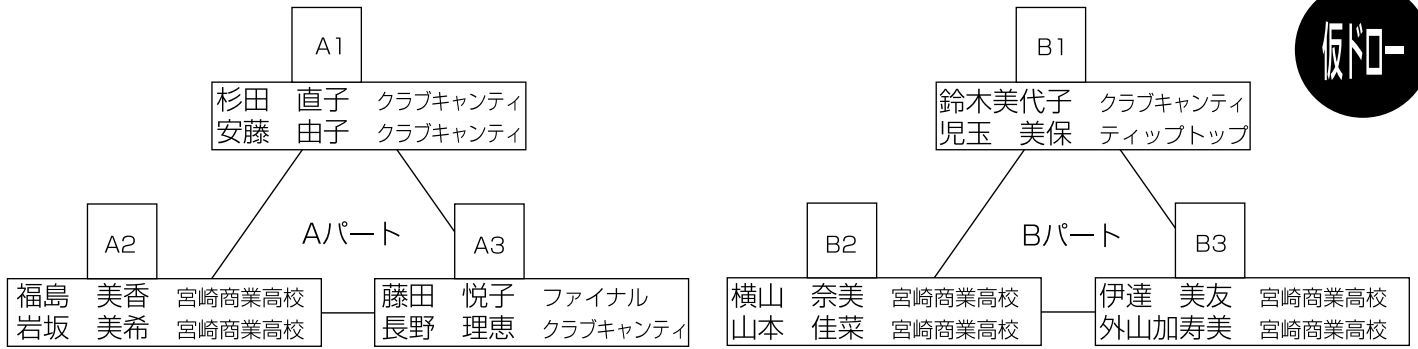 仮ドロー
A1
杉田　直子　クラブキャンティ
安藤　由子　クラブキャンティ
Aパート
A2
福島　美香　宮崎商業高校
岩坂　美希　宮崎商業高校
A3
藤田　悦子　ファイナル
長野　理恵　クラブキャンティ
B1
鈴木美代子　クラブキャンティ
児玉　美保　ティップトップ
Bパート
B2
横山　奈美　宮崎商業高校
山本　佳菜　宮崎商業高校
B3
伊達　美友　宮崎商業高校
外山加寿美　宮崎商業高校